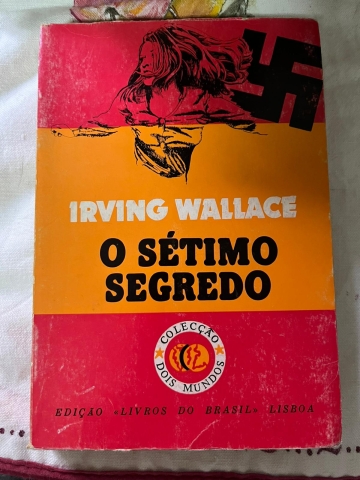 IRVING WALLACE
O SÉTIMO
SEGREDO
COLECÇÃO
DOIS MUNDOS
EDIÇÃO «LIVROS DO BRASIL» LISBOA